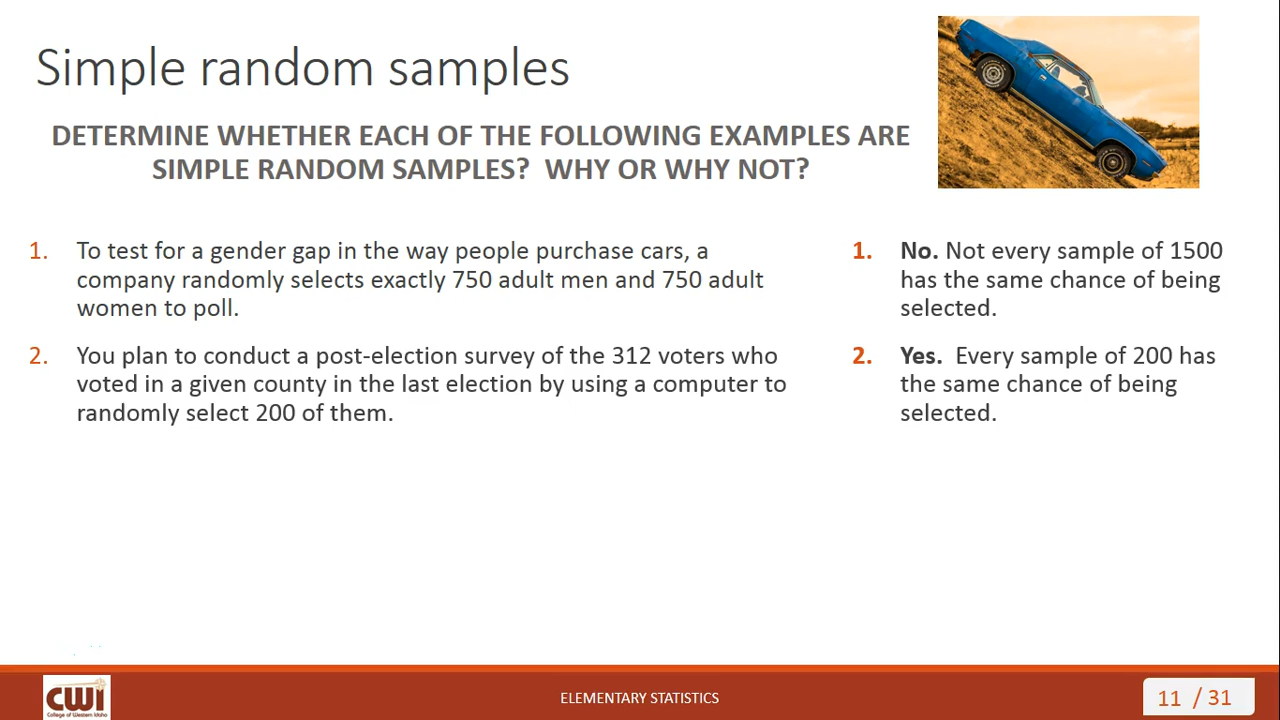 Simple random samples
DETERMINE WHETHER EACH OF THE FOLLOWING EXAMPLES ARE
SIMPLE RANDOM SAMPLES? WHY OR WHY NOT?
1. To test for a gender gap in the way people purchase cars, a
company randomly selects exactly 750 adult men and 750 adult
women to poll.
2. You plan to conduct a post-election survey of the 312 voters who
voted in a given county in the last election by using a computer to
randomly select 200 of them.
1. No. Not every sample of 1500
has the same chance of being
selected.
2. Yes. Every sample of 200 has
the same chance of being
selected.
CWI
College of Western Idaho
ELEMENTARY STATISTICS
11 / 31